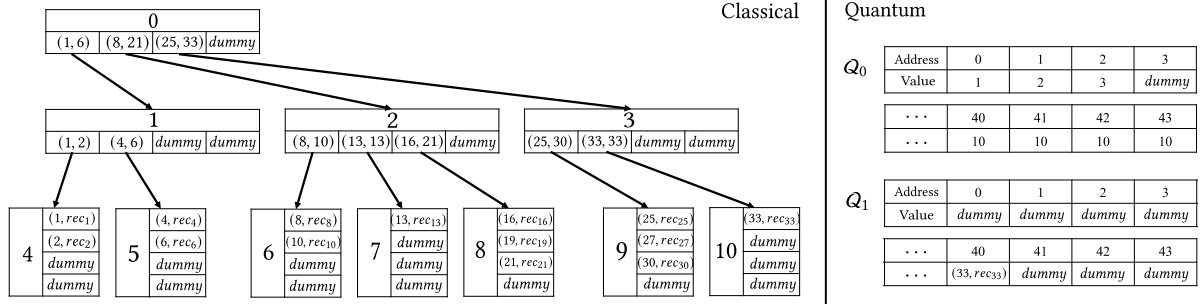 Classical
0
(1, 6) (8, 21) (25, 33) dummy
1
(1, 2) (4, 6) dummy dummy
2
(8, 10) (13, 13) (16, 21) dummy
3
(25, 30) (33, 33) dummy dummy
4
(1, rec₁)
(2, rec₂)
dummy
dummy
5
(4, rec₄)
(6, rec₆)
dummy
dummy
6
(8, rec₈)
(10, rec₁₀)
dummy
dummy
7
(13, rec₁₃)
dummy
dummy
dummy
8
(16, rec₁₆)
(19, rec₁₉)
(21, rec₂₁)
dummy
9
(25, rec₂₅)
(27, rec₂₇)
(30, rec₃₀)
dummy
10
(33, rec₃₃)
dummy
dummy
dummy
Quantum
Q₀
Address 0 1 2 3
Value 1 2 3 dummy
··· 40 41 42 43
··· 10 10 10 10
Q₁
Address 0 1 2 3
Value dummy dummy dummy dummy
··· 40 41 42 43
··· (33, rec₃₃) dummy dummy dummy